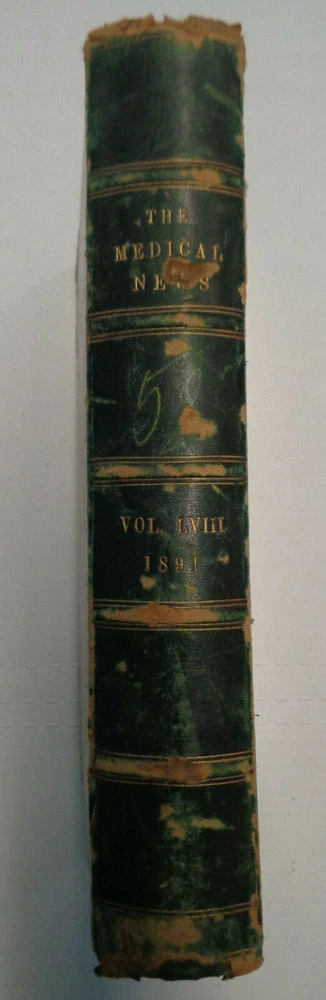 THE
MEDICAL
NEWS
5
VOL. LVIII
1891